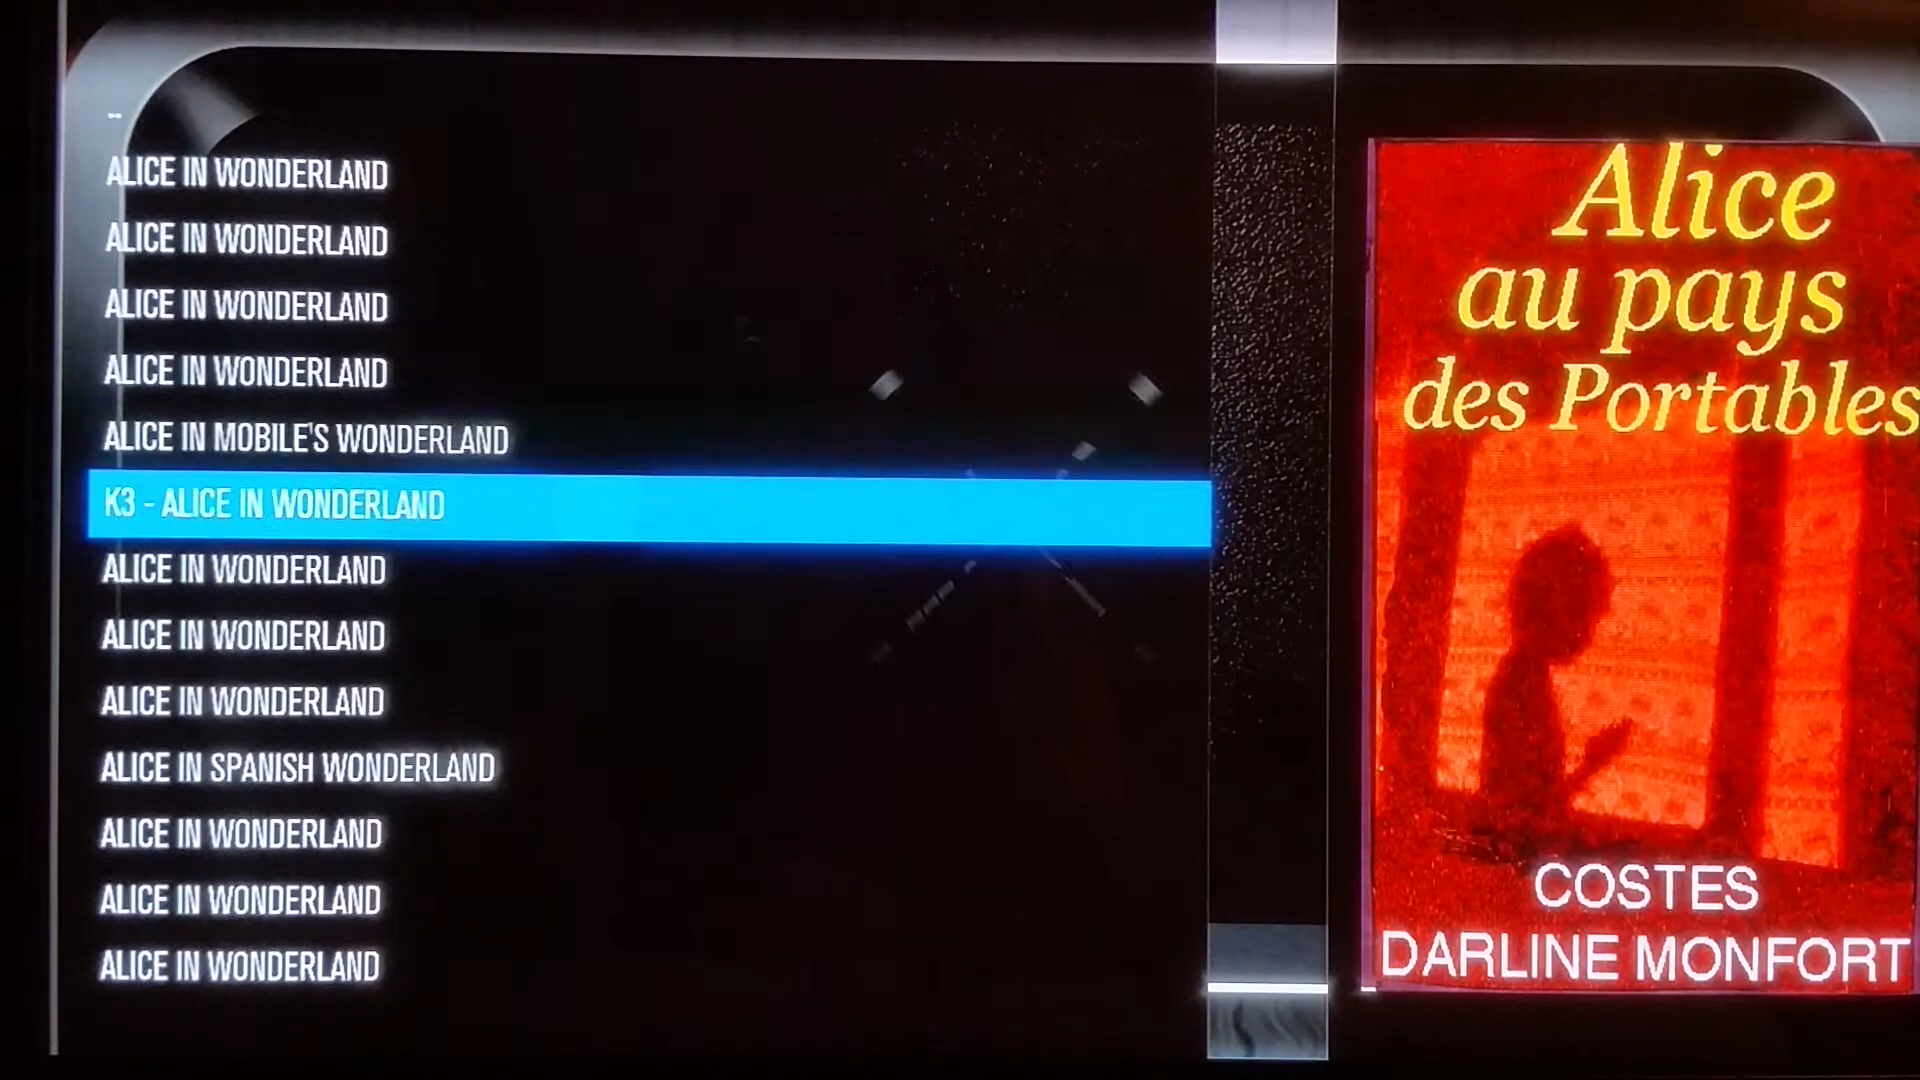 --
ALICE IN WONDERLAND
ALICE IN WONDERLAND
ALICE IN WONDERLAND
ALICE IN WONDERLAND
ALICE IN MOBILE'S WONDERLAND
K3 - ALICE IN WONDERLAND
ALICE IN WONDERLAND
ALICE IN WONDERLAND
ALICE IN WONDERLAND
ALICE IN SPANISH WONDERLAND
ALICE IN WONDERLAND
ALICE IN WONDERLAND
ALICE IN WONDERLAND
Alice
au pays
des Portables
COSTES
DARLINE MONFORT